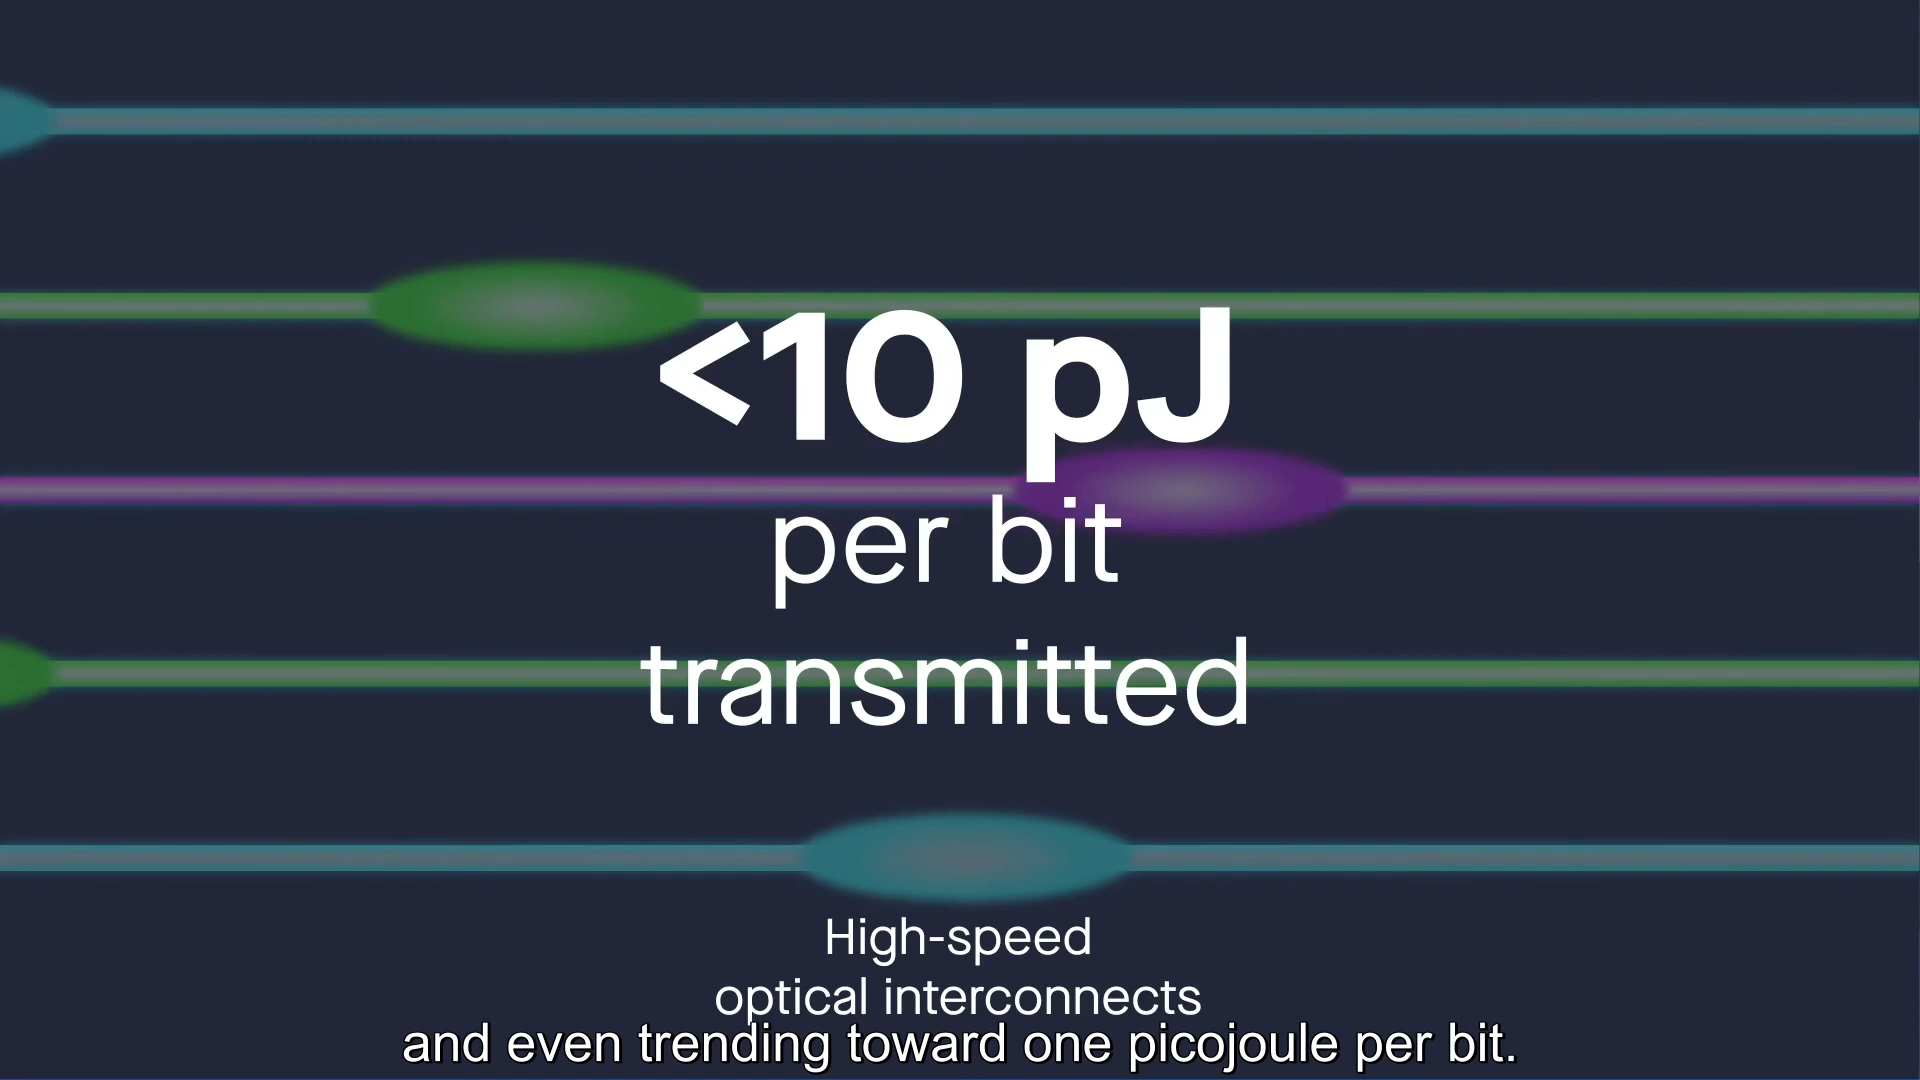 <10 pJ
per bit
transmitted
High-speed
optical interconnects
and even trending toward one picojoule per bit.